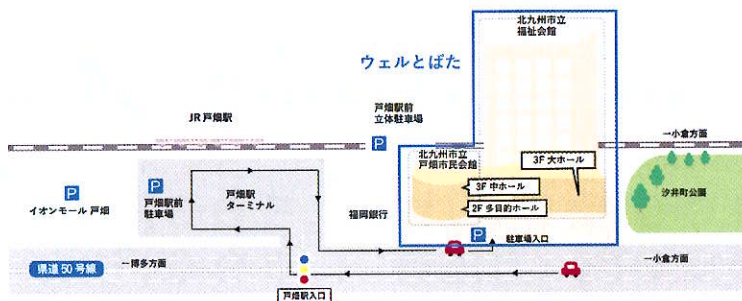 北九州市立
福祉会館
ウェルとばた
JR戸畑駅
戸畑駅前
立体駐車場
P
一小倉方面
北九州市立
戸畑市民会館
3F 大ホール
3F 中ホール
2F 多目的ホール
汐井町公園
P
イオンモール 戸畑
P
戸畑駅前
駐車場
戸畑駅
ターミナル
福岡銀行
P
駐車場入口
県道50号線
一博多方面
一小倉方面
戸畑駅入口